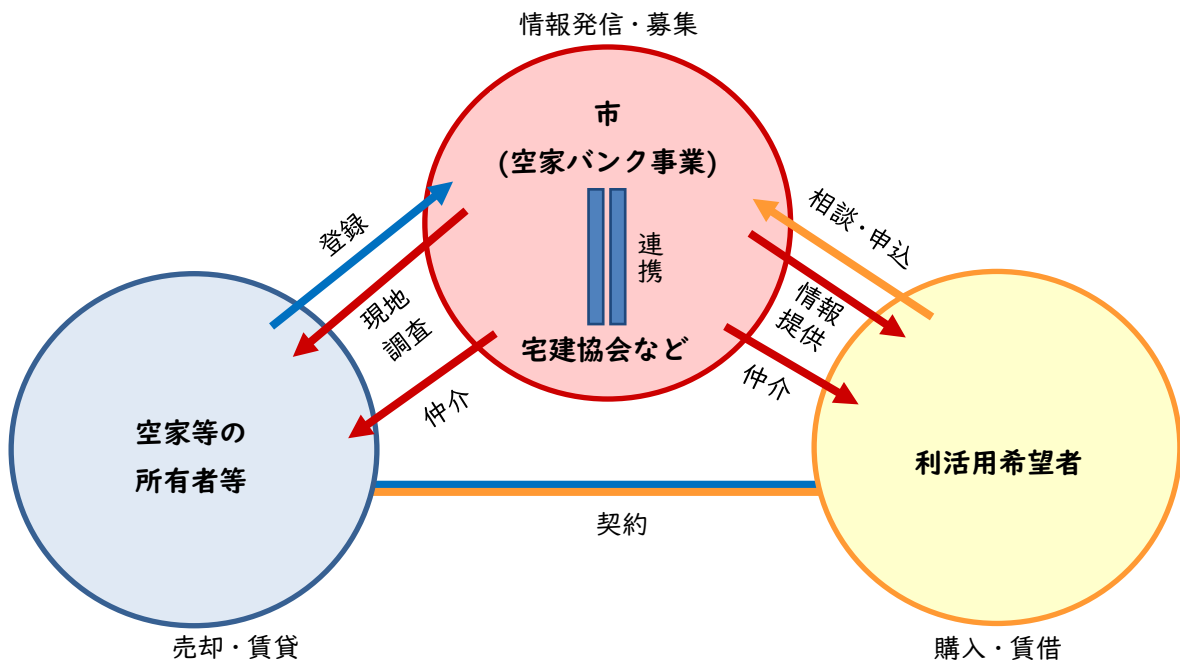 情報発信・募集
市
(空家バンク事業)
連
携
宅建協会など
登録
現地
調査
仲介
相談・申込
情報
提供
仲介
空家等の
所有者等
利活用希望者
契約
売却・賃貸
購入・賃借